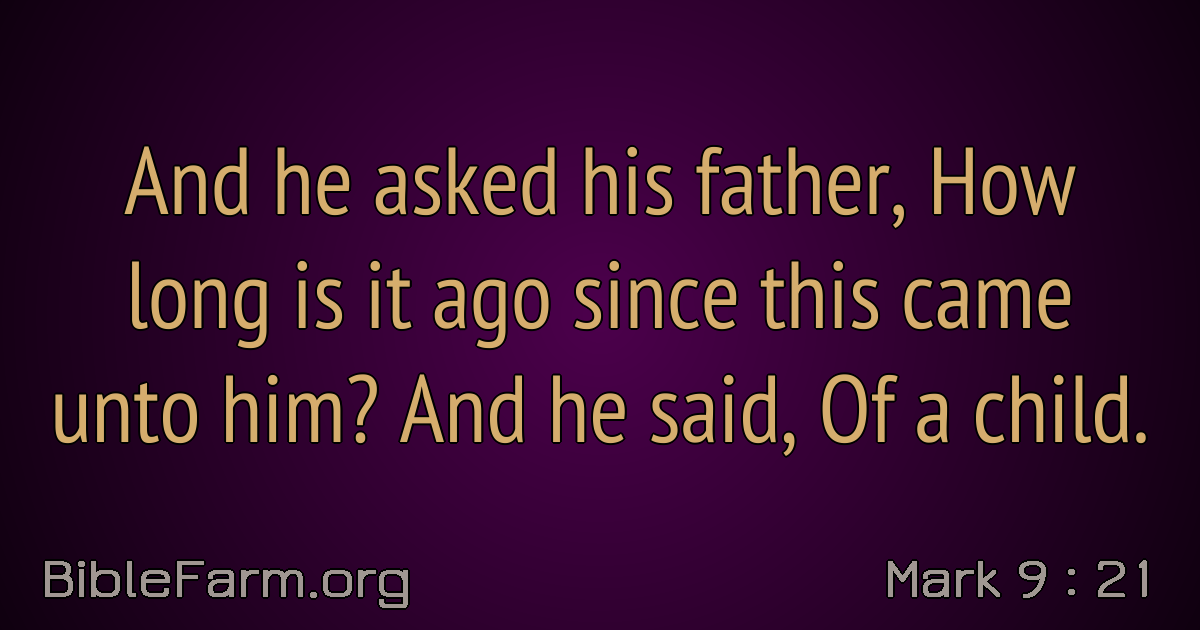 And he asked his father, How
long is it ago since this came
unto him? And he said, Of a child.
BibleFarm.org
Mark 9 : 21